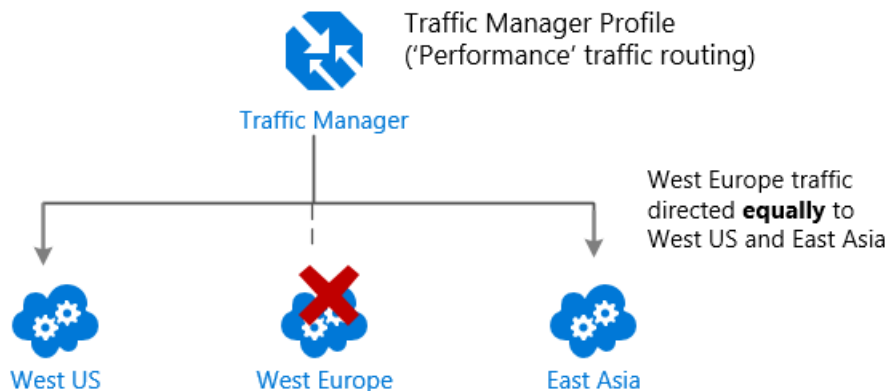 Traffic Manager Profile
('Performance' traffic routing)
Traffic Manager
West Europe traffic
directed equally to
West US and East Asia
West US
West Europe
East Asia